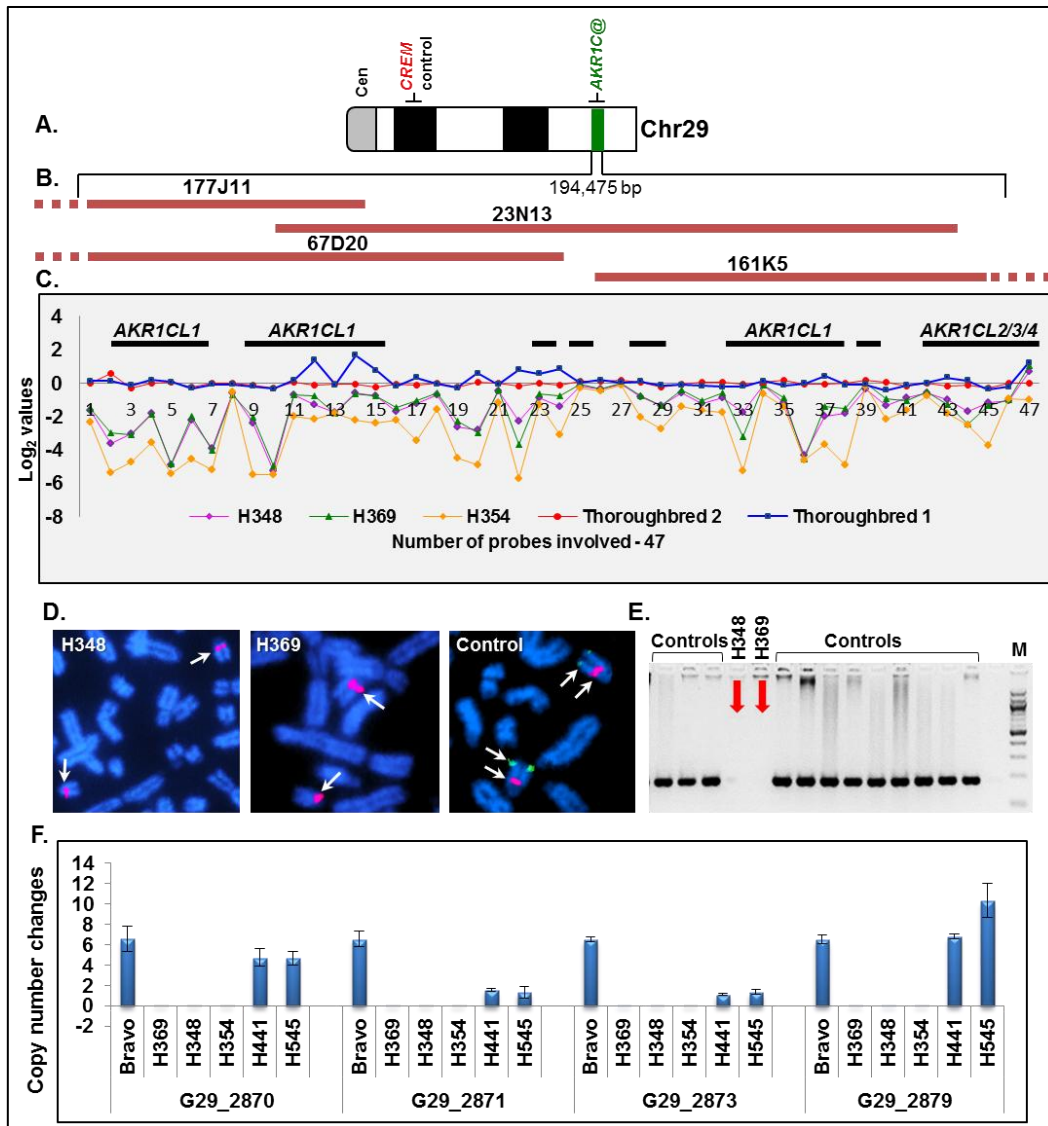 Cen
CREM
control
AKR1C@
A.
Chr29
B.
194,475 bp
177J11
23N13
67D20
161K5
C.
4
2
0
-2
-4
-6
-8
Log2 values
AKR1CL1
AKR1CL1
AKR1CL1
AKR1CL2/3/4
1 3 5 7 9 11 13 15 17 19 21 23 25 27 29 31 33 35 37 39 41 43 45 47
H348 H369 H354 Thoroughbred 2 Thoroughbred 1
Number of probes involved - 47
D.
H348
H369
Control
E.
Controls
H348
H369
Controls
M
F.
Copy number changes
14
12
10
8
6
4
2
0
-2
Bravo H369 H348 H354 H441 H545
Bravo H369 H348 H354 H441 H545
Bravo H369 H348 H354 H441 H545
Bravo H369 H348 H354 H441 H545
G29_2870 G29_2871 G29_2873 G29_2879